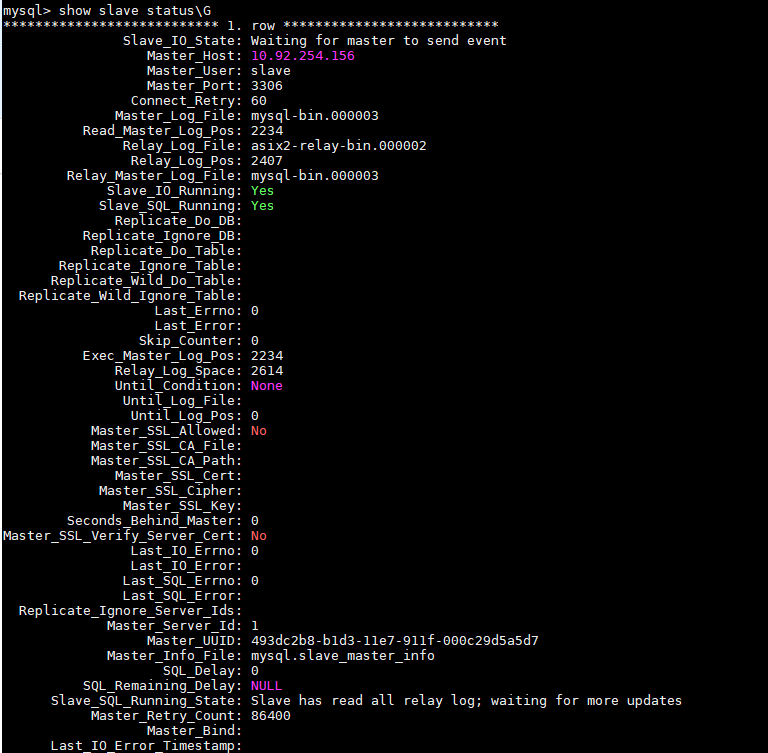 mysql> show slave status\G
*************************** 1. row ***************************
Slave_IO_State: Waiting for master to send event
Master_Host: 10.92.254.156
Master_User: slave
Master_Port: 3306
Connect_Retry: 60
Master_Log_File: mysql-bin.000003
Read_Master_Log_Pos: 2234
Relay_Log_File: asix2-relay-bin.000002
Relay_Log_Pos: 2407
Relay_Master_Log_File: mysql-bin.000003
Slave_IO_Running: Yes
Slave_SQL_Running: Yes
Replicate_Do_DB:
Replicate_Ignore_DB:
Replicate_Do_Table:
Replicate_Ignore_Table:
Replicate_Wild_Do_Table:
Replicate_Wild_Ignore_Table:
Last_Errno: 0
Last_Error:
Skip_Counter: 0
Exec_Master_Log_Pos: 2234
Relay_Log_Space: 2614
Until_Condition: None
Until_Log_File:
Until_Log_Pos: 0
Master_SSL_Allowed: No
Master_SSL_CA_File:
Master_SSL_CA_Path:
Master_SSL_Cert:
Master_SSL_Cipher:
Master_SSL_Key:
Seconds_Behind_Master: 0
Master_SSL_Verify_Server_Cert: No
Last_IO_Errno: 0
Last_IO_Error:
Last_SQL_Errno: 0
Last_SQL_Error:
Replicate_Ignore_Server_Ids:
Master_Server_Id: 1
Master_UUID: 493dc2b8-b1d3-11e7-911f-000c29d5a5d7
Master_Info_File: mysql.slave_master_info
SQL_Delay: 0
SQL_Remaining_Delay: NULL
Slave_SQL_Running_State: Slave has read all relay log; waiting for more updates
Master_Retry_Count: 86400
Master_Bind:
Last_IO_Error_Timestamp: